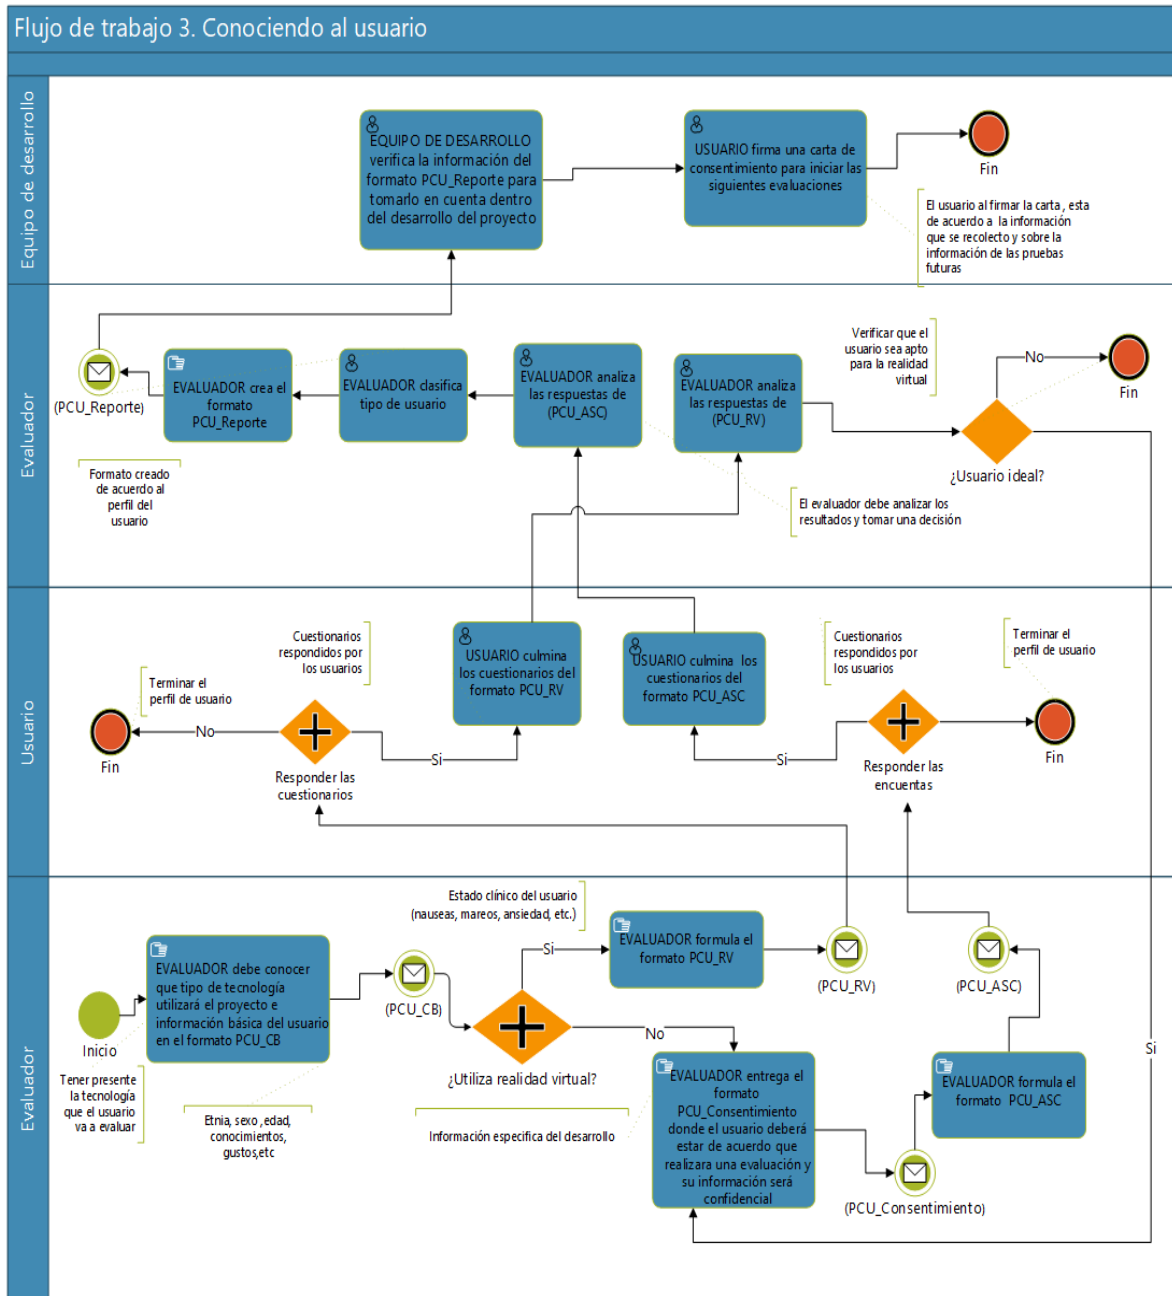 Flujo de trabajo 3. Conociendo al usuario
Equipo de desarrollo
EQUIPO DE DESARROLLO
verifica la información del
formato PCU_Reporte para
tomarlo en cuenta dentro
del desarrollo del proyecto
USUARIO firma una carta de
consentimiento para iniciar las
siguientes evaluaciones
Fin
El usuario al firmar la carta , esta
de acuerdo a la información
que se recolecto y sobre la
información de las pruebas
futuras
Evaluador
(PCU_Reporte)
EVALUADOR crea el
formato
PCU_Reporte
EVALUADOR clasifica
tipo de usuario
EVALUADOR analiza
las respuestas de
(PCU_ASC)
EVALUADOR analiza
las respuestas de
(PCU_RV)
Verificar que el
usuario sea apto
para la realidad
virtual
No
Fin
¿Usuario ideal?
Formato creado
de acuerdo al
perfil del
usuario
El evaluador debe analizar los
resultados y tomar una decisión
Usuario
Cuestionarios
respondidos por
los usuarios
Terminar el
perfil de usuario
Fin
No
Responder las
cuestionarios
Si
USUARIO culmina
los cuestionarios del
formato PCU_RV
USUARIO culmina los
cuestionarios del
formato PCU_ASC
Si
Cuestionarios
respondidos por
los usuarios
Responder las
encuentas
Terminar el
perfil de usuario
Fin
Evaluador
Inicio
Tener presente
la tecnología
que el usuario
va a evaluar
EVALUADOR debe conocer
que tipo de tecnología
utilizará el proyecto e
información básica del usuario
en el formato PCU_CB
Etnia, sexo ,edad,
conocimientos,
gustos,etc
(PCU_CB)
Estado clínico del usuario
(nauseas, mareos, ansiedad, etc.)
Si
¿Utiliza realidad virtual?
No
EVALUADOR formula el
formato PCU_RV
(PCU_RV)
(PCU_ASC)
Información especifica del desarrollo
EVALUADOR entrega el
formato
PCU_Consentimiento
donde el usuario deberá
estar de acuerdo que
realizara una evaluación y
su información será
confidencial
(PCU_Consentimiento)
EVALUADOR formula el
formato PCU_ASC
Si